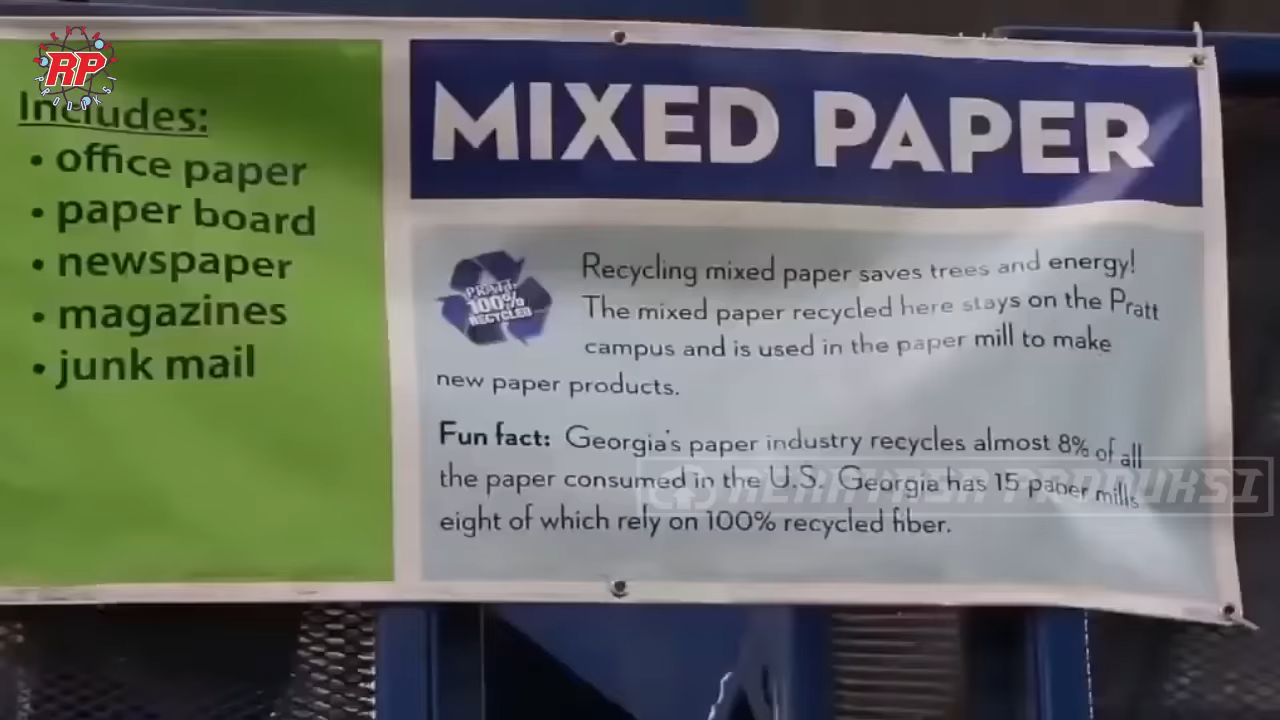 RP
PRODUKSI
Includes:
• office paper
• paper board
• newspaper
• magazines
• junk mail
MIXED PAPER
PRATT
100%
RECYCLED
Recycling mixed paper saves trees and energy!
The mixed paper recycled here stays on the Pratt
campus and is used in the paper mill to make
new paper products.
Fun fact: Georgia's paper industry recycles almost 8% of all
the paper consumed in the U.S. Georgia has 15 paper mills
eight of which rely on 100% recycled fiber.
REKAYASA PRODUKSI